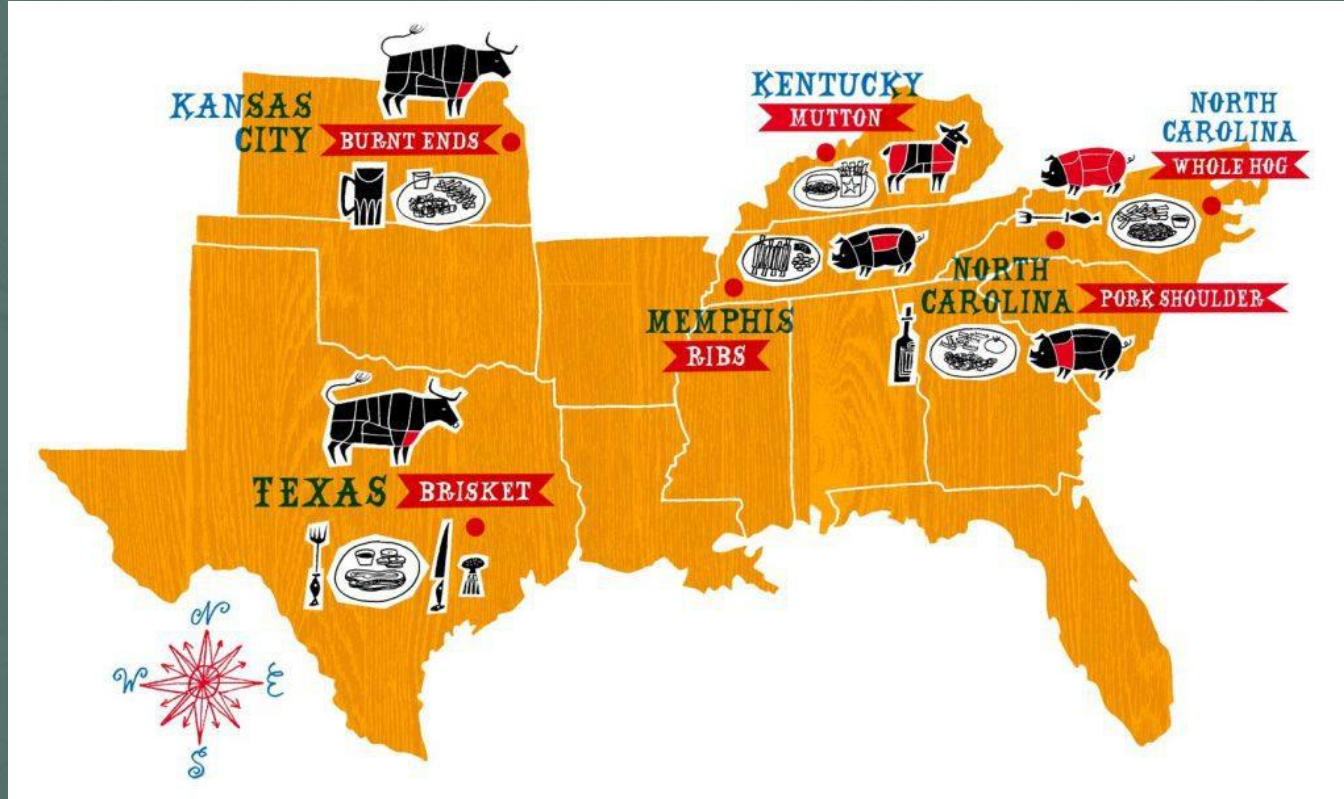 KANSAS
CITY
BURNT ENDS
KENTUCKY
MUTTON
NORTH
CAROLINA
WHOLE HOG
NORTH
CAROLINA
PORK SHOULDER
MEMPHIS
RIBS
TEXAS
BRISKET
N
W
E
S